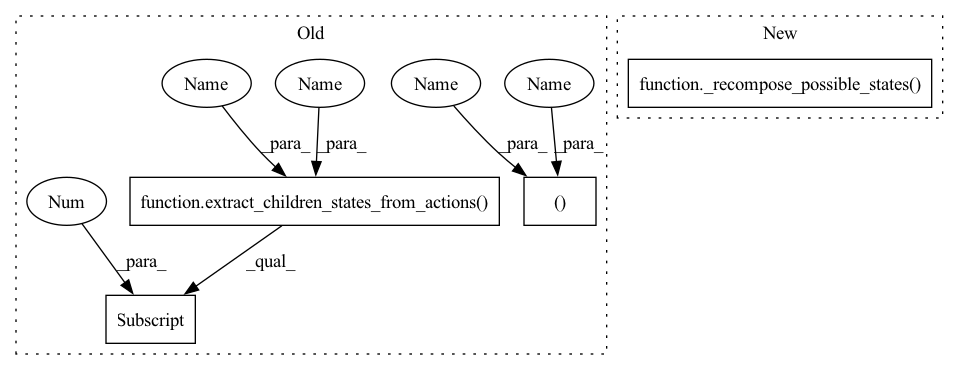 Old
New
Name
Name
Name
Name
function._recompose_possible_states()
_para_
_para_
_para_
_para_
Num
function.extract_children_states_from_actions()
()
_para_
_qual_
Subscript